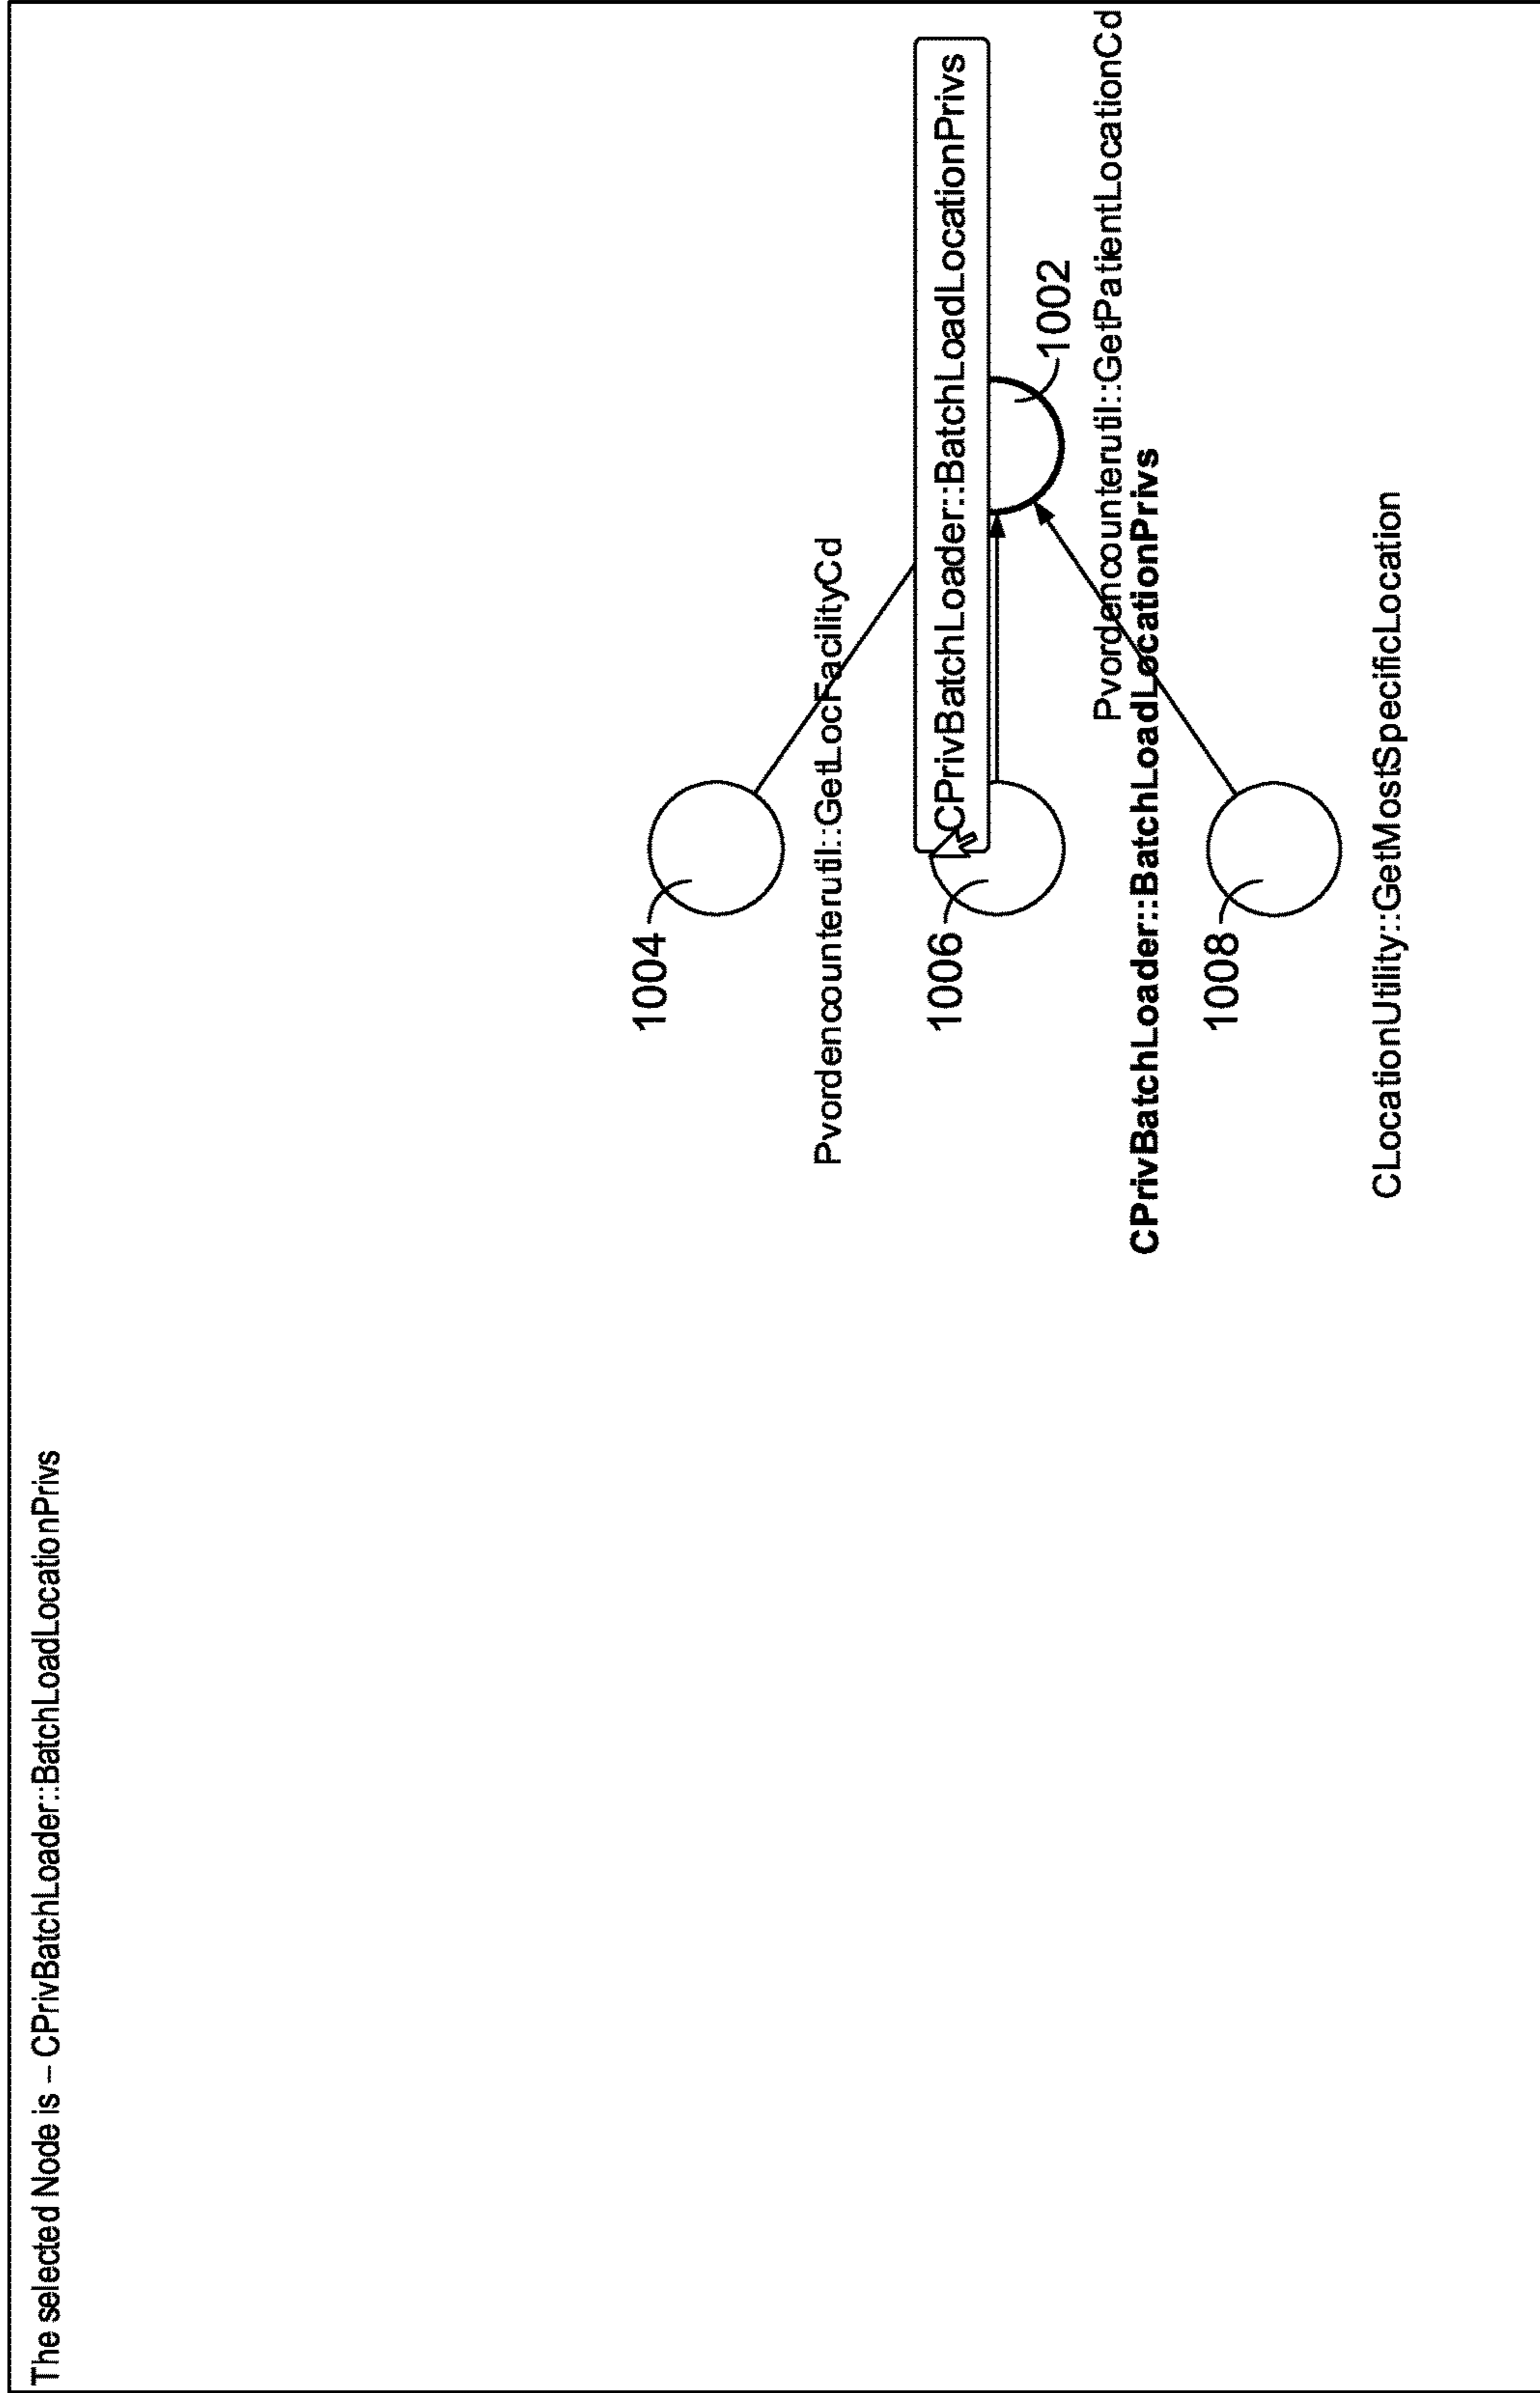 The selected Node is – CPrivBatchLoader::BatchLoadLocationPrivs
1004
Pvordencounterutil::GetLocFacilityCd
1006
CPrivBatchLoader::BatchLoadLocationPrivs
1002
Pvordencounterutil::GetPatientLocationCd
CPrivBatchLoader::BatchLoadLocationPrivs
1008
CLocationUtility::GetMostSpecificLocation